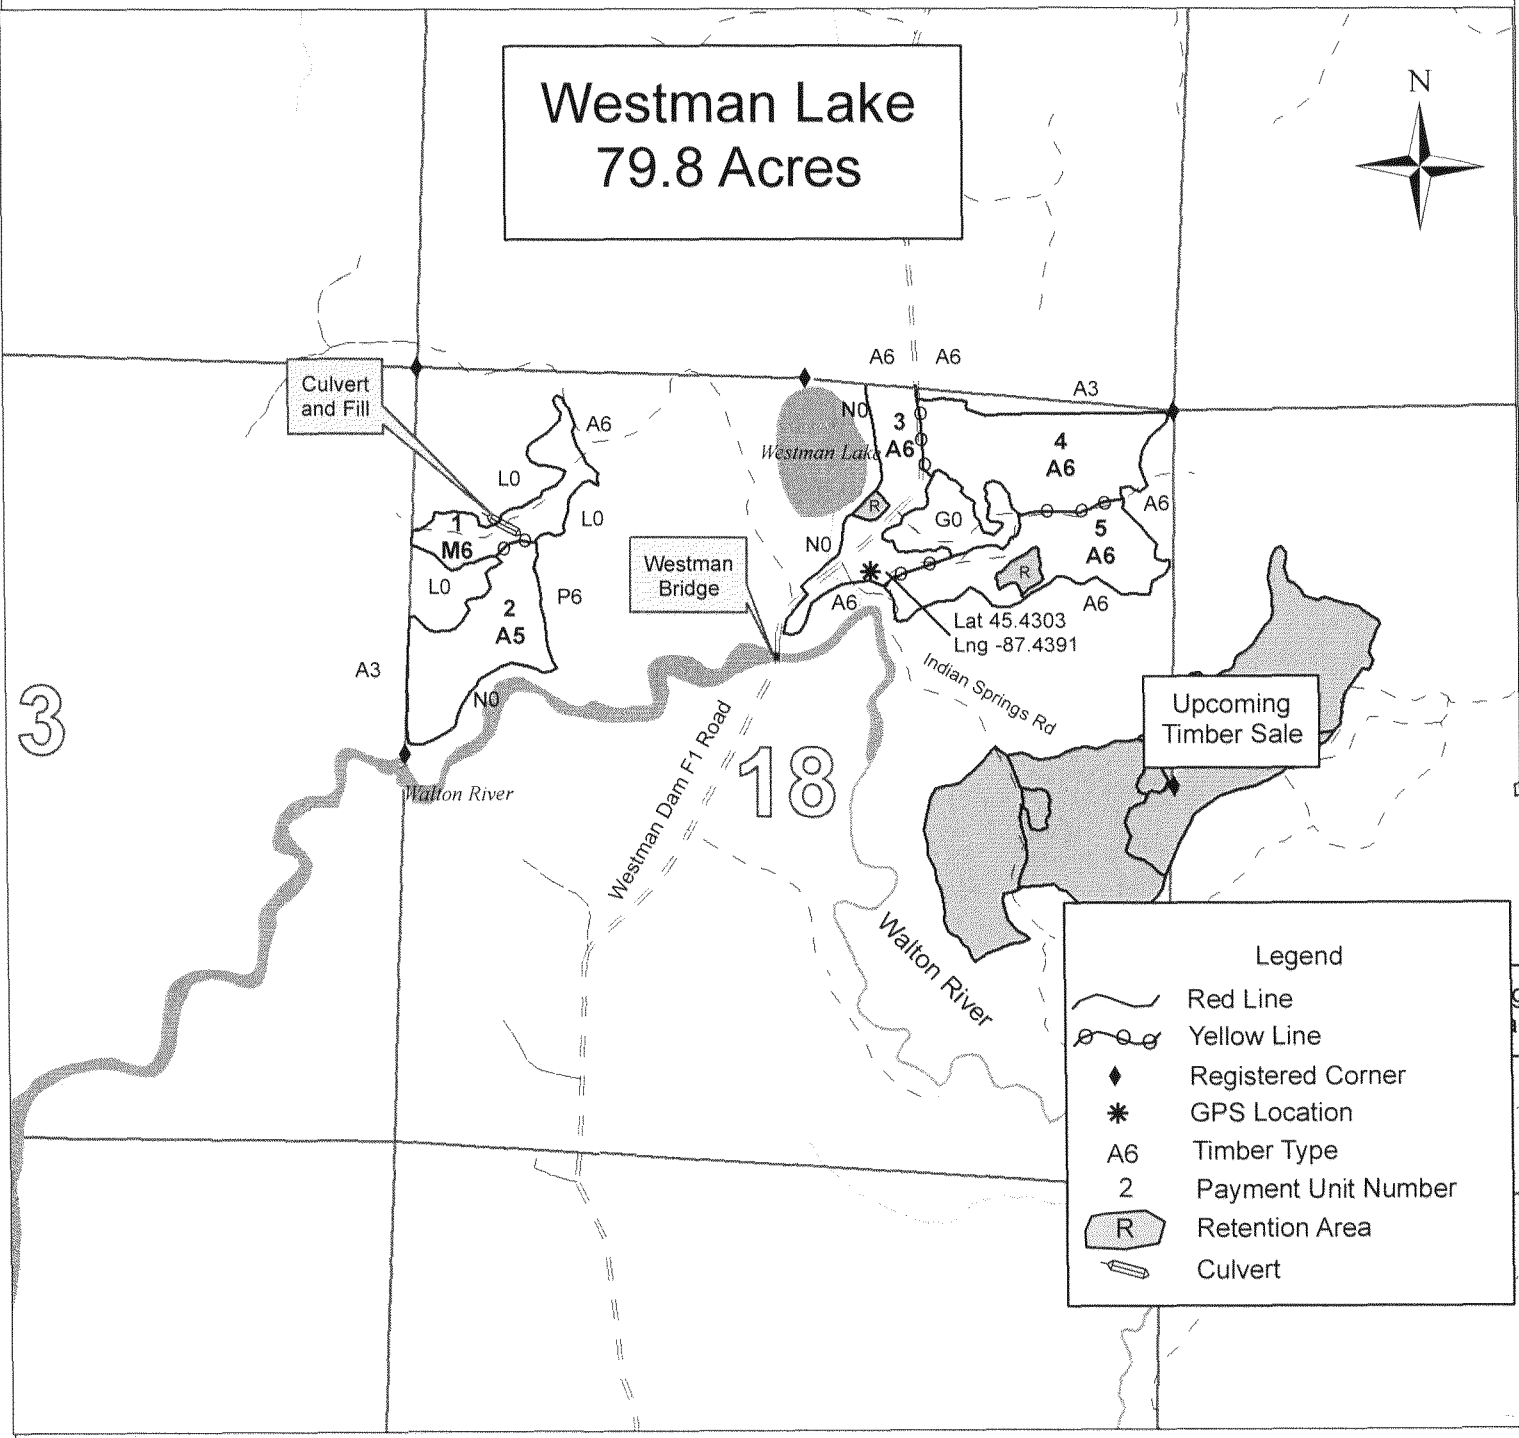 Westman Lake
79.8 Acres
N
A6
A6
A3
Culvert
and Fill
A6
N0
3
A6
4
A6
Westman Lake
L0
R
A6
L0
1
M6
G0
5
A6
N0
Westman
Bridge
R
L0
P6
2
A5
A6
A6
Lat 45.4303
Lng -87.4391
A3
Indian Springs Rd
N0
3
Upcoming
Timber Sale
18
Westman Dam F1 Road
Walton River
Walton River
Legend
Red Line
Yellow Line
Registered Corner
GPS Location
A6 Timber Type
2 Payment Unit Number
R Retention Area
Culvert